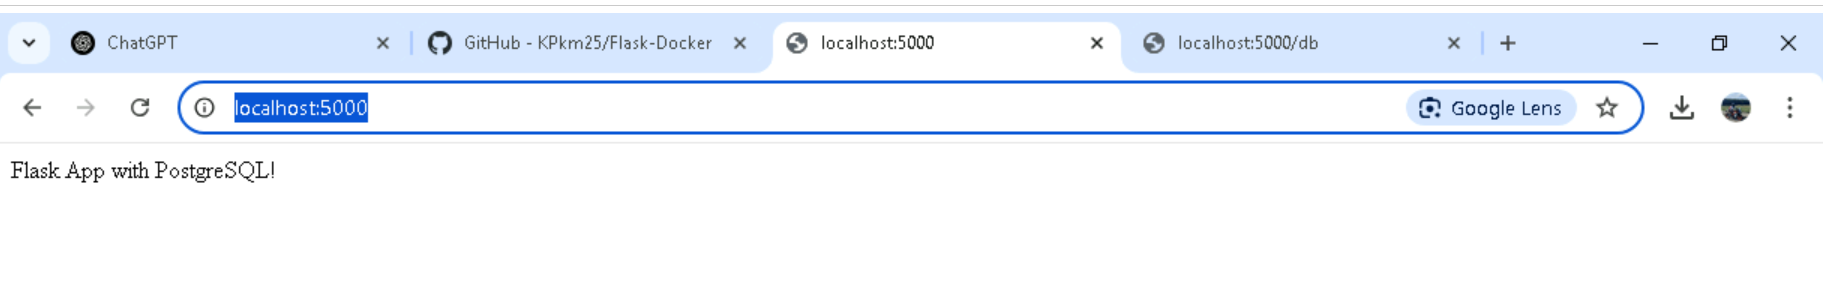 ChatGPT
GitHub - KPkm25/Flask-Docker
localhost:5000
localhost:5000/db
localhost:5000
Google Lens
Flask App with PostgreSQL!